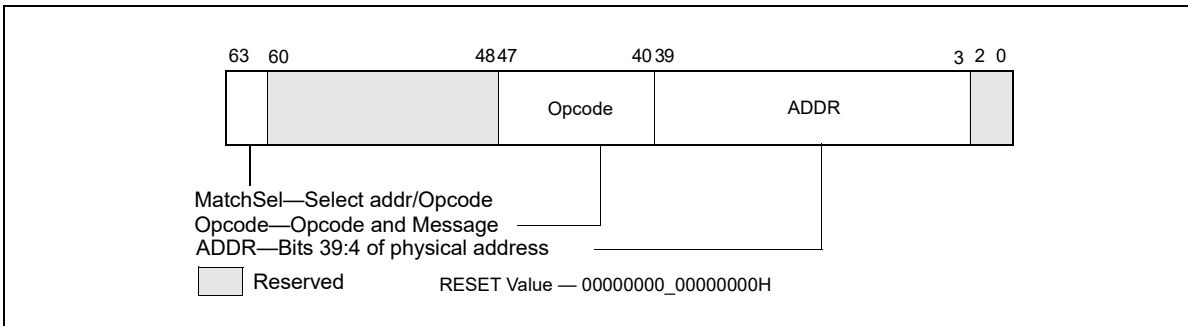 63 60 48 47 40 39 3 2 0
Opcode ADDR
MatchSel—Select addr/Opcode
Opcode—Opcode and Message
ADDR—Bits 39:4 of physical address
Reserved RESET Value — 00000000_00000000H